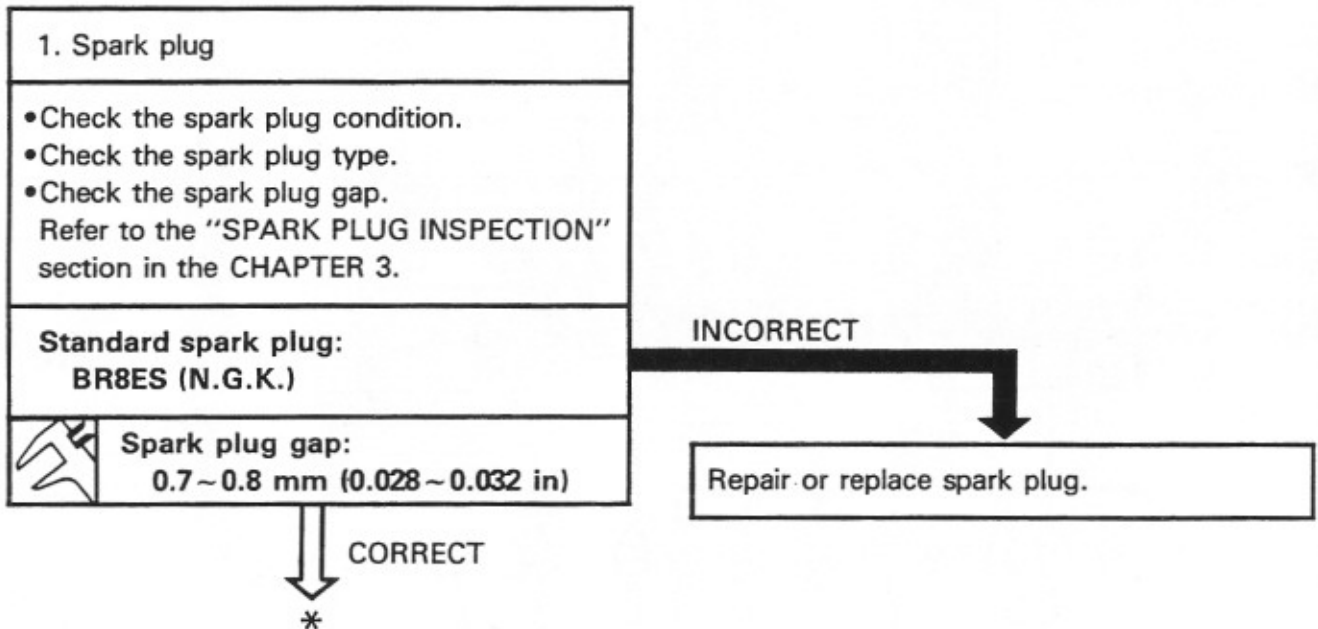 1. Spark plug
•Check the spark plug condition.
•Check the spark plug type.
•Check the spark plug gap.
Refer to the "SPARK PLUG INSPECTION"
section in the CHAPTER 3.
Standard spark plug:
BR8ES (N.G.K.)
INCORRECT
Spark plug gap:
0.7~0.8 mm (0.028~0.032 in)
Repair or replace spark plug.
CORRECT
*